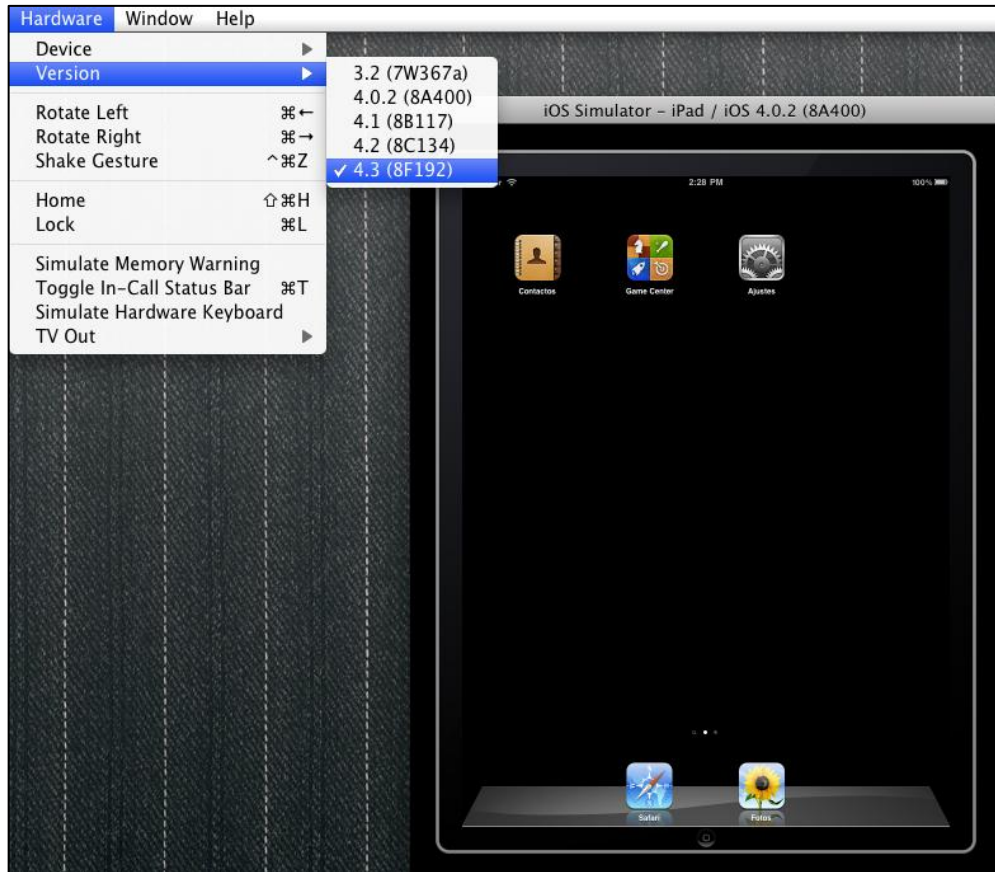 Hardware Window Help
Device
Version
Rotate Left ⌘←
Rotate Right ⌘→
Shake Gesture ^⌘Z
Home ⇧⌘H
Lock ⌘L
Simulate Memory Warning
Toggle In-Call Status Bar ⌘T
Simulate Hardware Keyboard
TV Out
3.2 (7W367a)
4.0.2 (8A400)
4.1 (8B117)
4.2 (8C134)
✓ 4.3 (8F192)
iOS Simulator – iPad / iOS 4.0.2 (8A400)
2:28 PM 100%
Contactos Game Center Ajustes
Safari Fotos